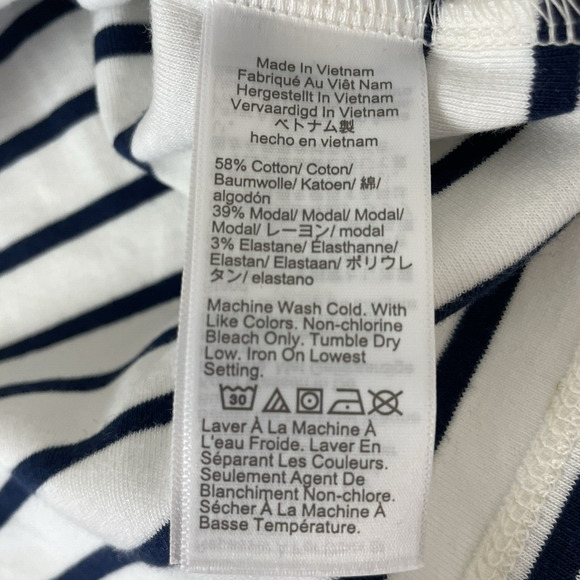 Made In Vietnam
Fabriqué Au Viêt Nam
Hergestellt In Vietnam
Vervaardigd In Vietnam
ベトナム製
hecho en vietnam
58% Cotton/ Coton/
Baumwolle/ Katoen/ 綿/
algodón
39% Modal/ Modal/ Modal/
Modal/ レーヨン/ modal
3% Elastane/ Élasthanne/
Elastan/ Elastaan/ ポリウレ
タン/ elastano
Machine Wash Cold. With
Like Colors. Non-chlorine
Bleach Only. Tumble Dry
Low. Iron On Lowest
Setting.
30
Laver À La Machine À
L'eau Froide. Laver En
Séparant Les Couleurs.
Seulement Agent De
Blanchiment Non-chlore.
Sécher À La Machine À
Basse Température.